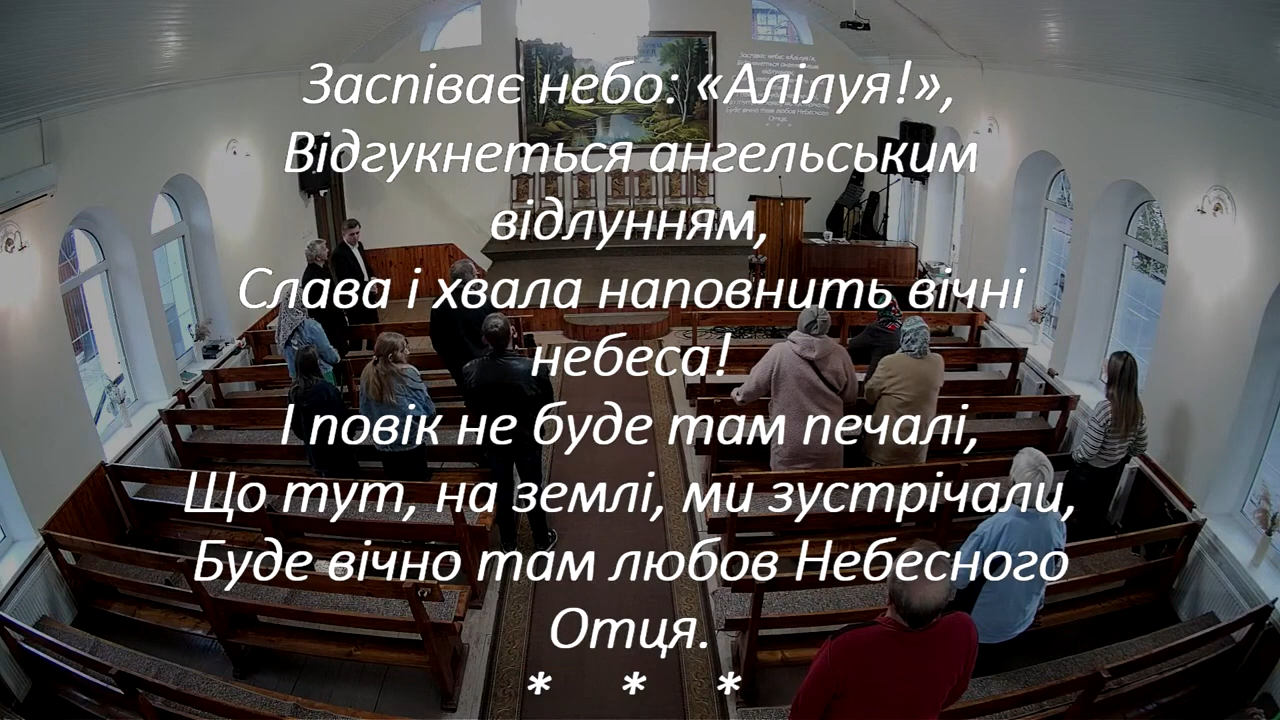 Заспіває небо: «Алілуя!»,
Відгукнеться ангельським
відлунням,
Слава і хвала наповнить вічні
небеса!
І повік не буде там печалі,
Що тут, на землі, ми зустрічали,
Буде вічно там любов Небесного
Отця.
* * *